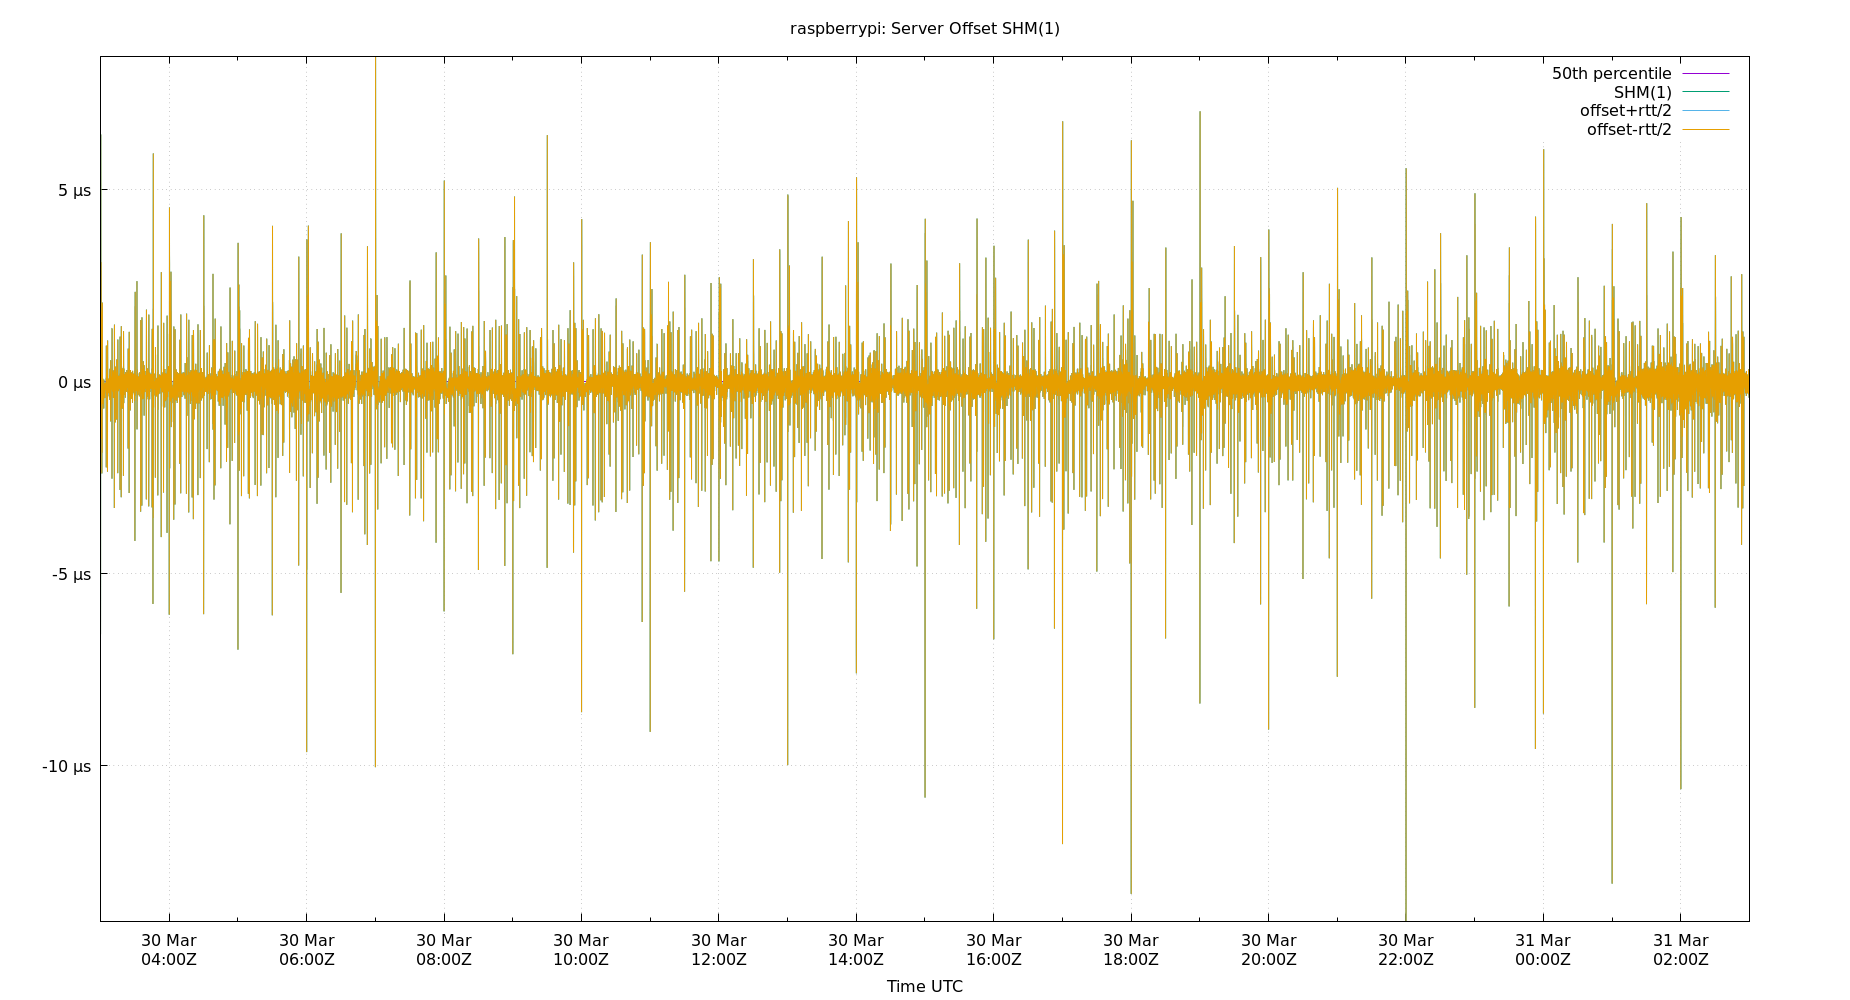 raspberrypi: Server Offset SHM(1)
50th percentile
SHM(1)
offset+rtt/2
offset-rtt/2
5 µs
0 µs
-5 µs
-10 µs
30 Mar 30 Mar 30 Mar 30 Mar 30 Mar 30 Mar 30 Mar 30 Mar 30 Mar 30 Mar 31 Mar 31 Mar
04:00Z 06:00Z 08:00Z 10:00Z 12:00Z 14:00Z 16:00Z 18:00Z 20:00Z 22:00Z 00:00Z 02:00Z
Time UTC